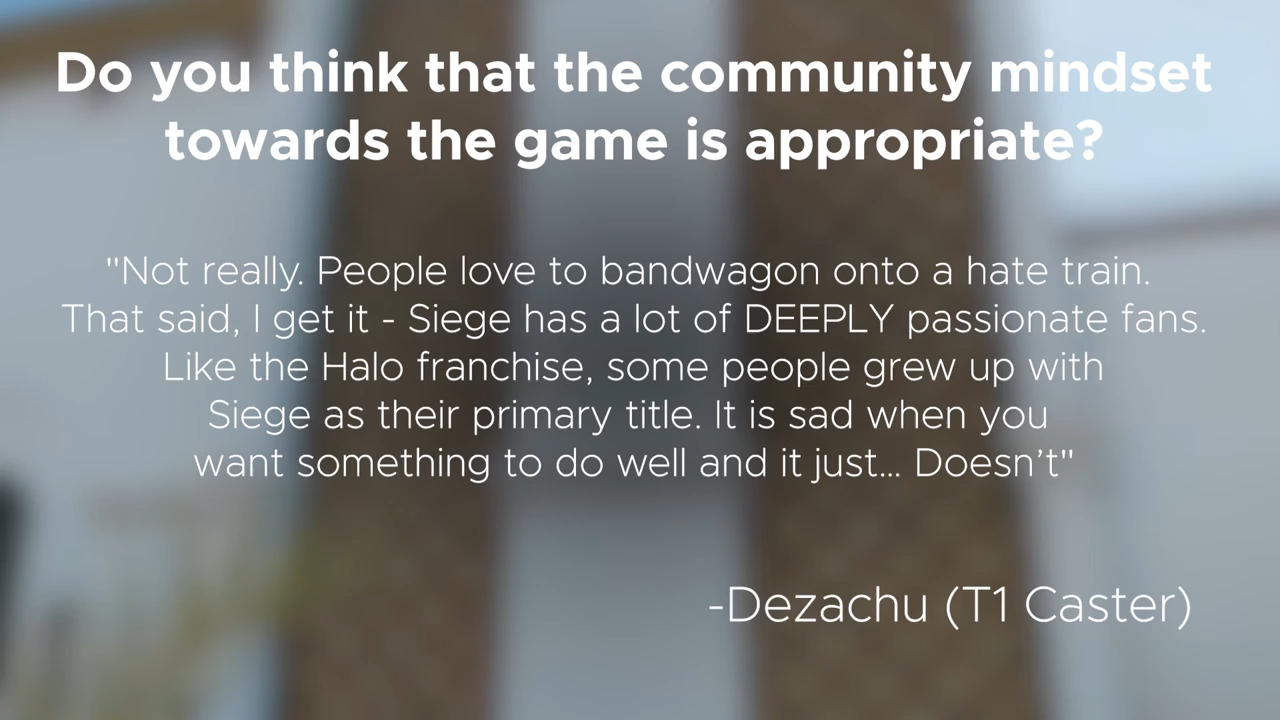 Do you think that the community mindset
towards the game is appropriate?
"Not really. People love to bandwagon onto a hate train.
That said, I get it - Siege has a lot of DEEPLY passionate fans.
Like the Halo franchise, some people grew up with
Siege as their primary title. It is sad when you
want something to do well and it just... Doesn't"
-Dezachu (T1 Caster)